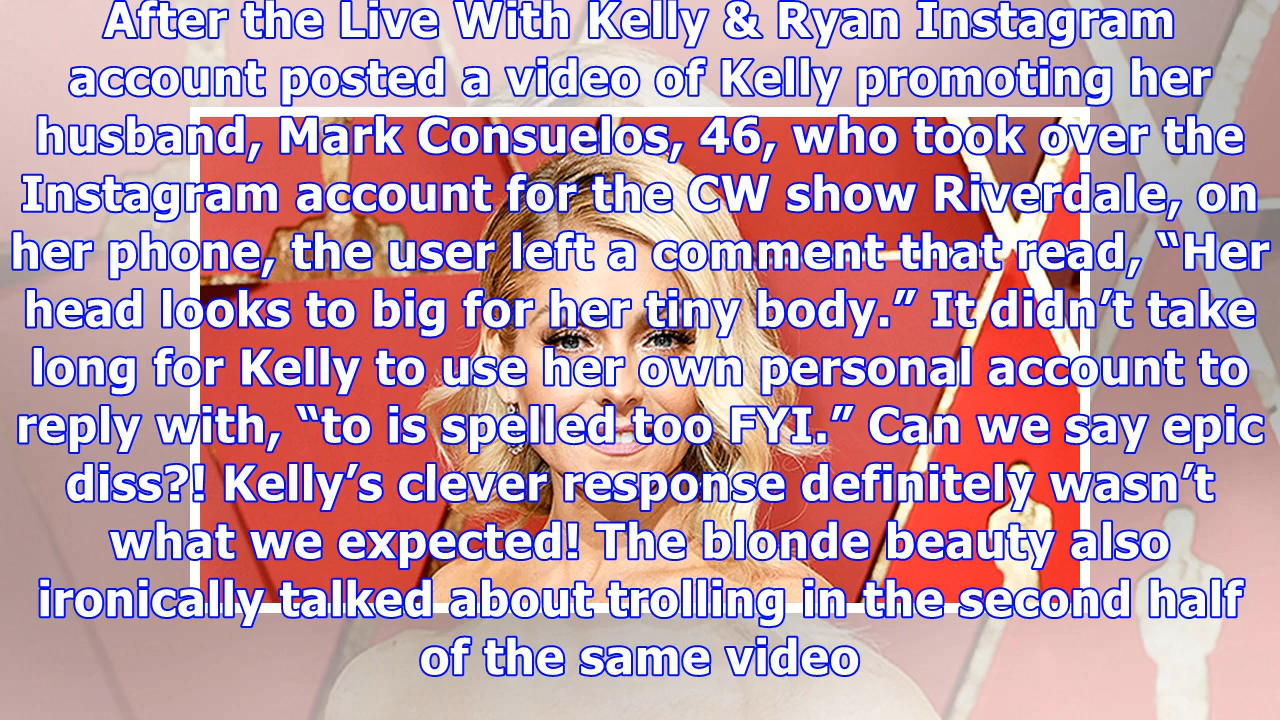 After the Live With Kelly & Ryan Instagram
account posted a video of Kelly promoting her
husband, Mark Consuelos, 46, who took over the
Instagram account for the CW show Riverdale, on
her phone, the user left a comment that read, “Her
head looks to big for her tiny body.” It didn’t take
long for Kelly to use her own personal account to
reply with, “to is spelled too FYI.” Can we say epic
diss?! Kelly’s clever response definitely wasn’t
what we expected! The blonde beauty also
ironically talked about trolling in the second half
of the same video